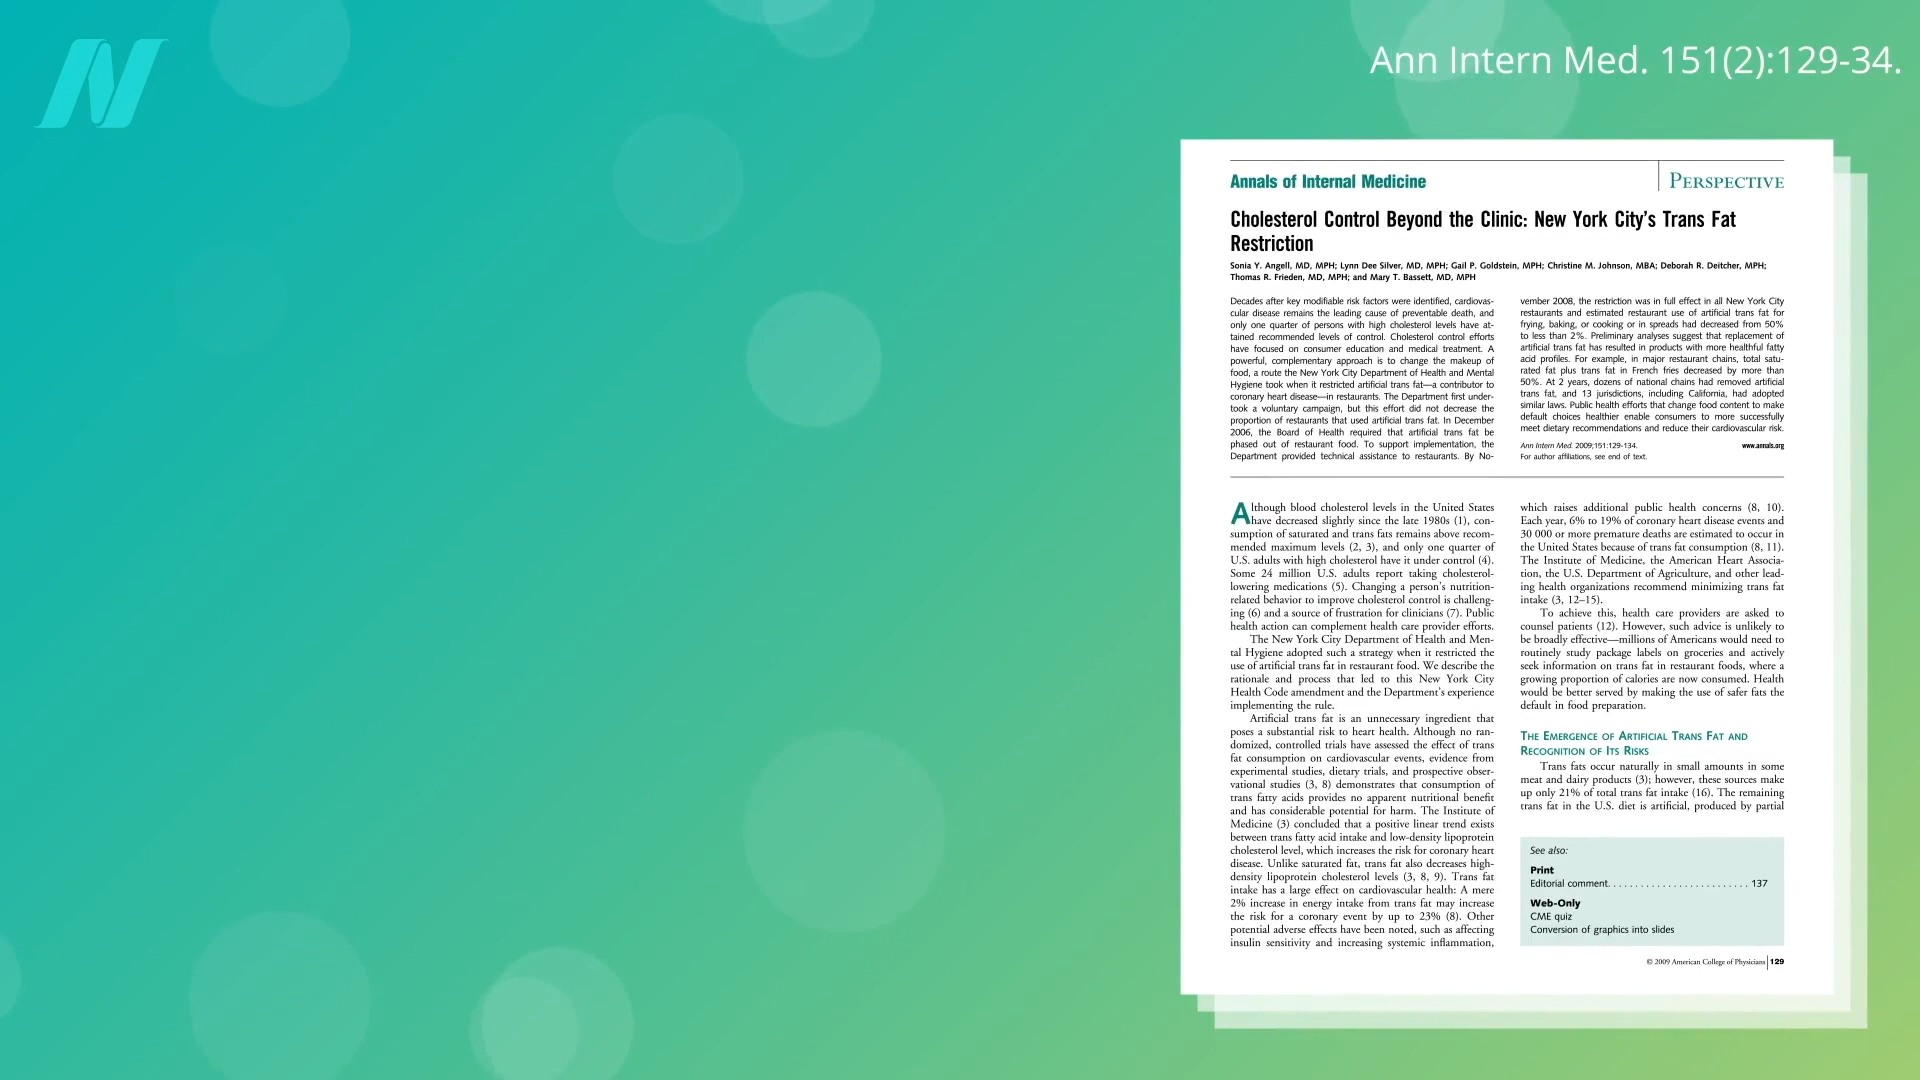 Ann Intern Med. 151(2):129-34.
Annals of Internal Medicine
PERSPECTIVE
Cholesterol Control Beyond the Clinic: New York City's Trans Fat
Restriction
Sonia Y. Angell, MD, MPH; Lynn Dee Silver, MD, MPH; Gail P. Goldstein, MPH; Christine M. Johnson, MBA; Deborah R. Deitcher, MPH;
Thomas R. Frieden, MD, MPH; and Mary T. Bassett, MD, MPH
Decades after key modifiable risk factors were identified, cardiovas-
cular disease remains the leading cause of preventable death, and
only one quarter of persons with high cholesterol levels have at-
tained recommended levels of control. Cholesterol control efforts
have focused on consumer education and medical treatment. A
powerful, complementary approach is to change the makeup of
food, a route the New York City Department of Health and Mental
Hygiene took when it restricted artificial trans fat—a contributor to
coronary heart disease—in restaurants. The Department first under-
took a voluntary campaign, but this effort did not decrease the
proportion of restaurants that used artificial trans fat. In December
2006, the Board of Health required that artificial trans fat be
phased out of restaurant food. To support implementation, the
Department provided technical assistance to restaurants. By No-
vember 2008, the restriction was in full effect in all New York City
restaurants and estimated restaurant use of artificial trans fat for
frying, baking, or cooking or in spreads had decreased from 50%
to less than 2%. Preliminary analyses suggest that replacement of
artificial trans fat has resulted in products with more healthful fatty
acid profiles. For example, in major restaurant chains, total satu-
rated fat plus trans fat in French fries decreased by more than
50%. At 2 years, dozens of national chains had removed artificial
trans fat, and 13 jurisdictions, including California, had adopted
similar laws. Public health efforts that change food content to make
default choices healthier enable consumers to more successfully
meet dietary recommendations and reduce their cardiovascular risk.
Ann Intern Med. 2009;151:129-134.
www.annals.org
For author affiliations, see end of text.
Although blood cholesterol levels in the United States
have decreased slightly since the late 1980s (1), con-
sumption of saturated and trans fats remains above recom-
mended maximum levels (2, 3), and only one quarter of
U.S. adults with high cholesterol have it under control (4).
Some 24 million U.S. adults report taking cholesterol-
lowering medications (5). Changing a person's nutrition-
related behavior to improve cholesterol control is challeng-
ing (6) and a source of frustration for clinicians (7). Public
health action can complement health care provider efforts.
The New York City Department of Health and Men-
tal Hygiene adopted such a strategy when it restricted the
use of artificial trans fat in restaurant food. We describe the
rationale and process that led to this New York City
Health Code amendment and the Department's experience
implementing the rule.
Artificial trans fat is an unnecessary ingredient that
poses a substantial risk to heart health. Although no ran-
domized, controlled trials have assessed the effect of trans
fat consumption on cardiovascular events, evidence from
experimental studies, dietary trials, and prospective obser-
vational studies (3, 8) demonstrates that consumption of
trans fatty acids provides no apparent nutritional benefit
and has considerable potential for harm. The Institute of
Medicine (3) concluded that a positive linear trend exists
between trans fatty acid intake and low-density lipoprotein
cholesterol level, which increases the risk for coronary heart
disease. Unlike saturated fat, trans fat also decreases high-
density lipoprotein cholesterol levels (3, 8, 9). Trans fat
intake has a large effect on cardiovascular health: A mere
2% increase in energy intake from trans fat may increase
the risk for a coronary event by up to 23% (8). Other
potential adverse effects have been noted, such as affecting
insulin sensitivity and increasing systemic inflammation,
which raises additional public health concerns (8, 10).
Each year, 6% to 19% of coronary heart disease events and
30 000 or more premature deaths are estimated to occur in
the United States because of trans fat consumption (8, 11).
The Institute of Medicine, the American Heart Associa-
tion, the U.S. Department of Agriculture, and other lead-
ing health organizations recommend minimizing trans fat
intake (3, 12–15).
To achieve this, health care providers are asked to
counsel patients (12). However, such advice is unlikely to
be broadly effective—millions of Americans would need to
routinely study package labels on groceries and actively
seek information on trans fat in restaurant foods, where a
growing proportion of calories are now consumed. Health
would be better served by making the use of safer fats the
default in food preparation.
THE EMERGENCE OF ARTIFICIAL TRANS FAT AND
RECOGNITION OF ITS RISKS
Trans fats occur naturally in small amounts in some
meat and dairy products (3); however, these sources make
up only 21% of total trans fat intake (16). The remaining
trans fat in the U.S. diet is artificial, produced by partial
See also:
Print
Editorial comment. . . . . . . . . . . . . . . . . . . . . . . . . . 137
Web-Only
CME quiz
Conversion of graphics into slides
© 2009 American College of Physicians 129